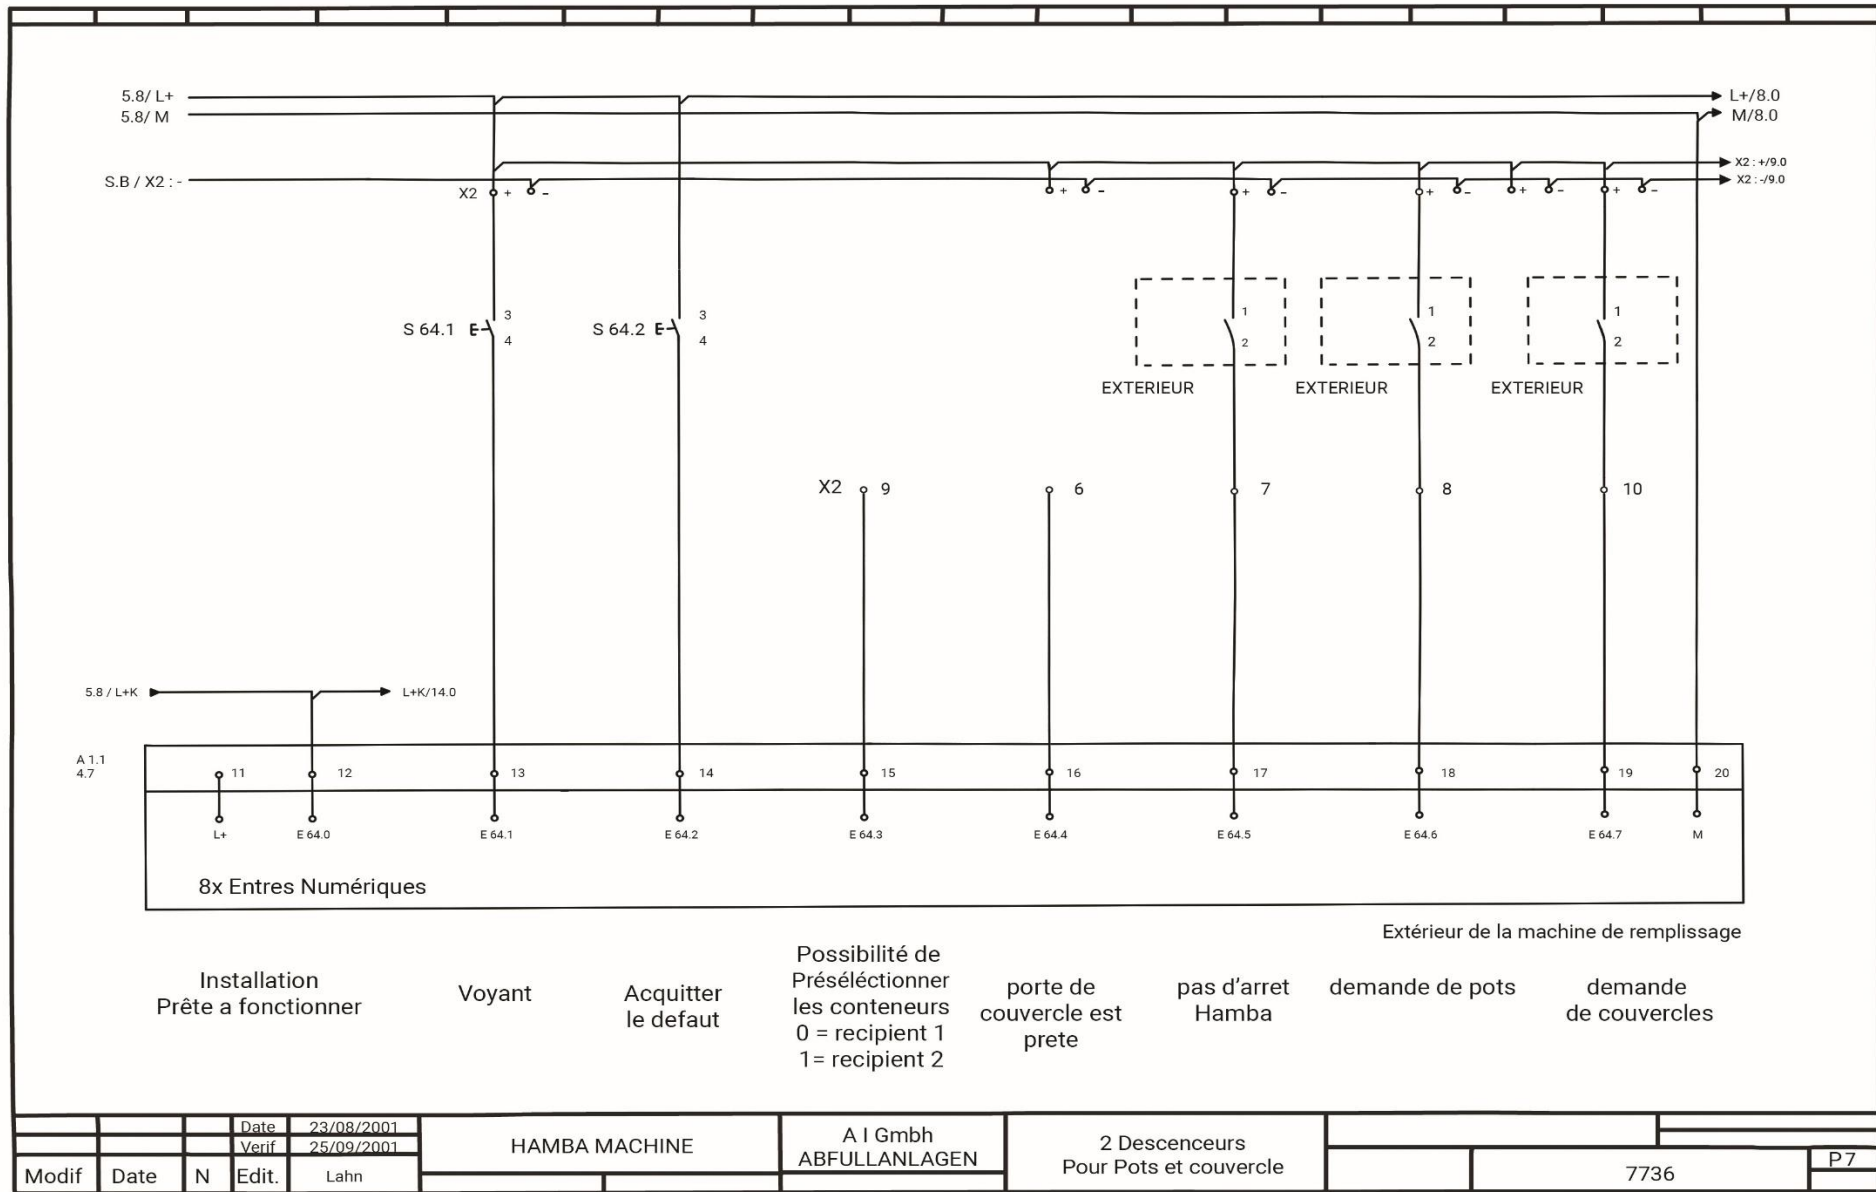 5.8/ L+
L+/8.0
5.8/ M
M/8.0
X2 : +/9.0
S.B / X2 : -
X2 : -/9.0
X2 + - + - + - + - + - + -
3
S 64.1
4
3
S 64.2
4
1
2
1
2
1
2
EXTERIEUR
EXTERIEUR
EXTERIEUR
X2 9
6
7
8
10
5.8 / L+K
L+K/14.0
A 1.1
4.7
11 12 13 14 15 16 17 18 19 20
L+ E 64.0 E 64.1 E 64.2 E 64.3 E 64.4 E 64.5 E 64.6 E 64.7 M
8x Entres Numériques
Extérieur de la machine de remplissage
Installation
Prête a fonctionner
Voyant
Acquitter
le defaut
Possibilité de
Préséléctionner
les conteneurs
0 = recipient 1
1= recipient 2
porte de
couvercle est
prete
pas d'arret
Hamba
demande de pots
demande
de couvercles
Date 23/08/2001
Verif 25/09/2001
Modif Date N Edit. Lahn
HAMBA MACHINE
A I Gmbh
ABFULLANLAGEN
2 Descenceurs
Pour Pots et couvercle
7736
P 7